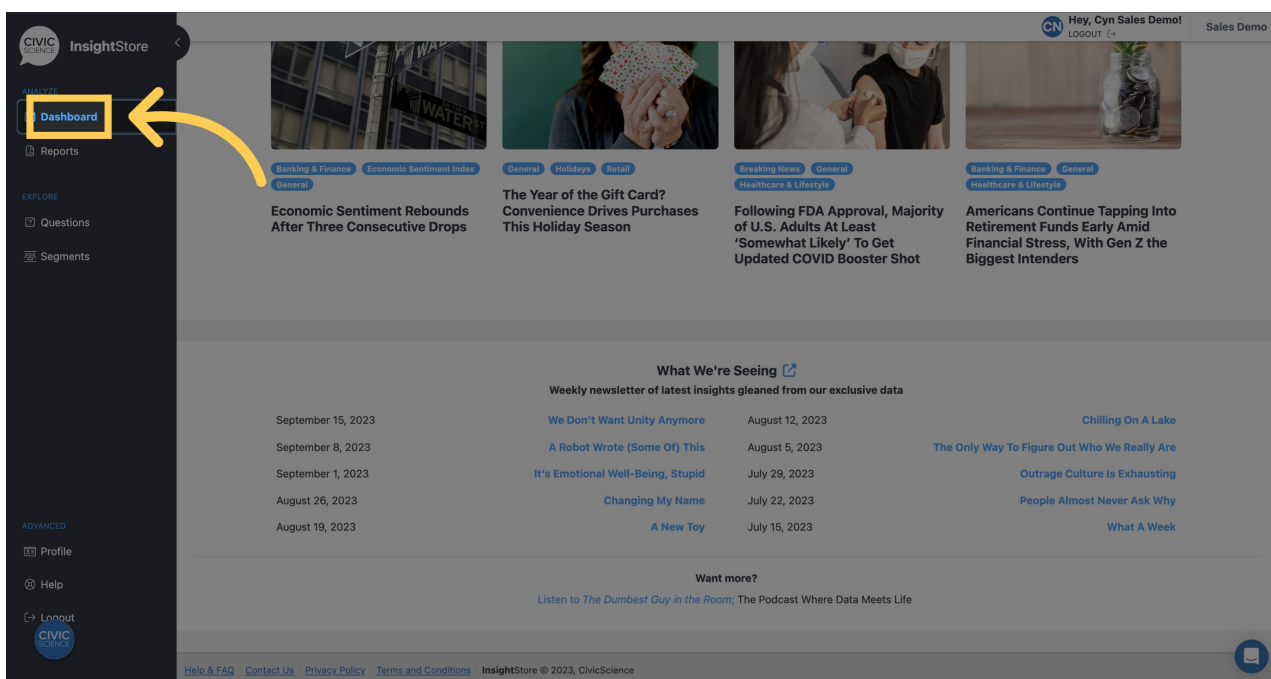 CIVIC
SCIENCE
InsightStore
Hey, Cyn Sales Demo!
CN
LOGOUT
Sales Demo
ANALYZE
Dashboard
Reports
EXPLORE
Questions
Segments
ADVANCED
Profile
Help
Logout
CIVIC
SCIENCE
WATER ST
Banking & Finance Economic Sentiment Index
General
Economic Sentiment Rebounds
After Three Consecutive Drops
General Holidays Retail
The Year of the Gift Card?
Convenience Drives Purchases
This Holiday Season
Breaking News General
Healthcare & Lifestyle
Following FDA Approval, Majority
of U.S. Adults At Least
‘Somewhat Likely’ To Get
Updated COVID Booster Shot
Banking & Finance General
Healthcare & Lifestyle
Americans Continue Tapping Into
Retirement Funds Early Amid
Financial Stress, With Gen Z the
Biggest Intenders
What We're Seeing
Weekly newsletter of latest insights gleaned from our exclusive data
September 15, 2023 We Don't Want Unity Anymore August 12, 2023 Chilling On A Lake
September 8, 2023 A Robot Wrote (Some Of) This August 5, 2023 The Only Way To Figure Out Who We Really Are
September 1, 2023 It's Emotional Well-Being, Stupid July 29, 2023 Outrage Culture Is Exhausting
August 26, 2023 Changing My Name July 22, 2023 People Almost Never Ask Why
August 19, 2023 A New Toy July 15, 2023 What A Week
Want more?
Listen to The Dumbest Guy in the Room; The Podcast Where Data Meets Life
Help & FAQ Contact Us Privacy Policy Terms and Conditions InsightStore © 2023, CivicScience